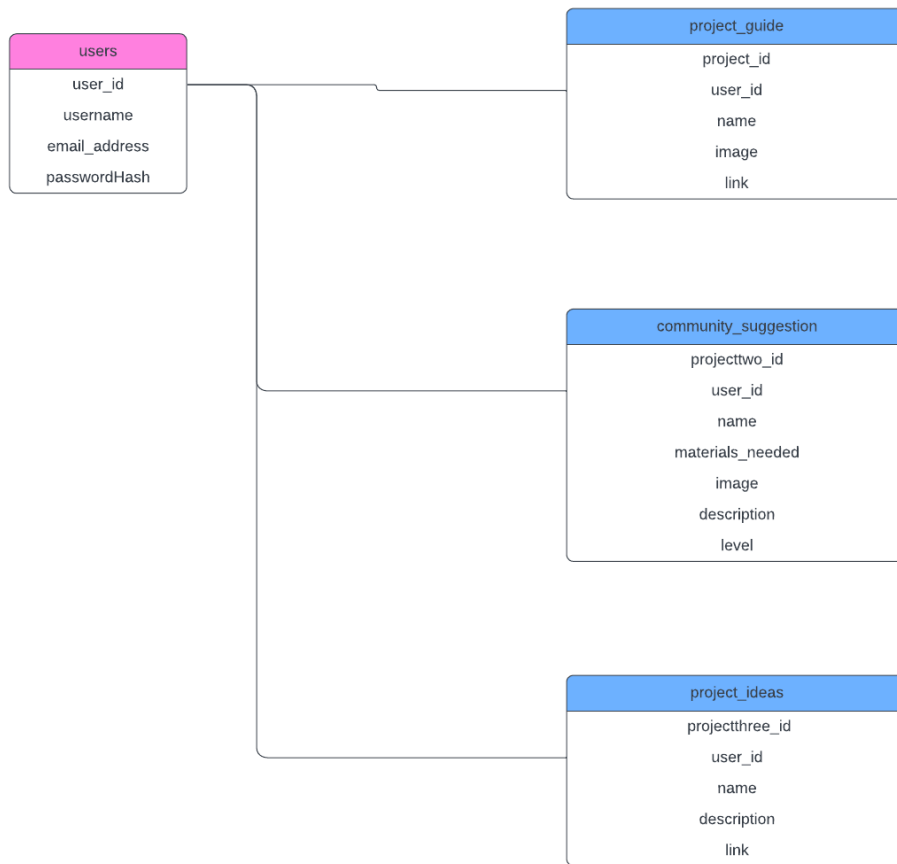 users
user_id
username
email_address
passwordHash
project_guide
project_id
user_id
name
image
link
community_suggestion
projecttwo_id
user_id
name
materials_needed
image
description
level
project_ideas
projectthree_id
user_id
name
description
link